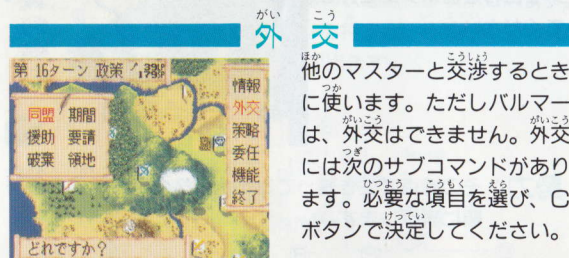 外交
他のマスターと交渉するとき
に使います。ただしバルマー
は、外交はできません。外交
には次のサブコマンドがあり
ます。必要な項目を選び、C
ボタンで決定してください。
第 16ターン 政策
同盟 期間
援助 要請
破棄 領地
情報
外交
策略
委任
機能
終了
どれですか?